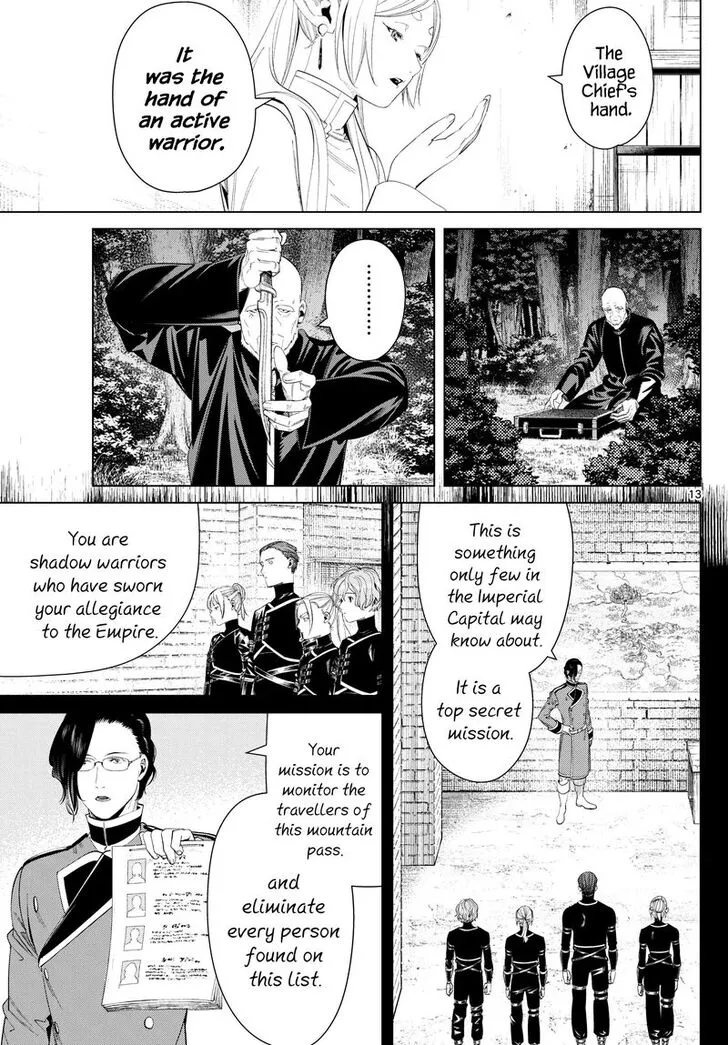 The
Village
Chief's
hand.
It
was the
hand of
an active
warrior.
........
13
This is
something
only few in
the Imperial
Capital may
know about.
It is a
top secret
mission.
You are
shadow warriors
who have sworn
your allegiance
to the Empire.
Your
mission is to
monitor the
travellers of
this mountain
pass.
and
eliminate
every person
found on
this list.